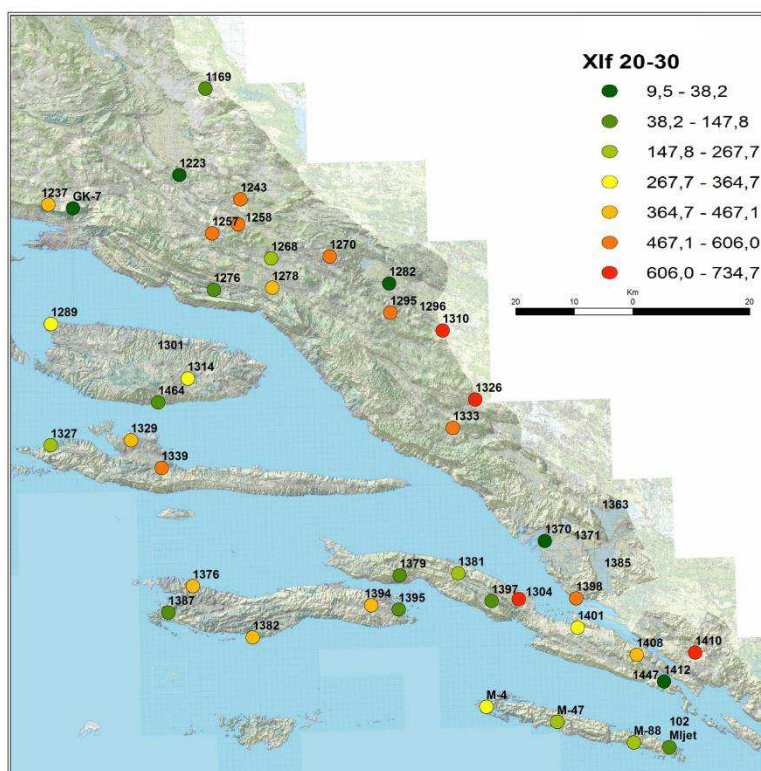 Xlf 20-30
9,5 - 38,2
38,2 - 147,8
147,8 - 267,7
267,7 - 364,7
364,7 - 467,1
467,1 - 606,0
606,0 - 734,7
Km
20 10 0 20
1169
1223
1237
GK-7
1243
1258
1257
1268
1270
1276
1278
1282
1295
1296
1310
1289
1301
1314
1464
1326
1333
1327
1329
1339
1363
1370
1371
1385
1376
1387
1382
1379
1381
1394
1395
1397
1304
1398
1401
1408
1410
1447
1412
M-4
M-47
M-88
102
Mljet